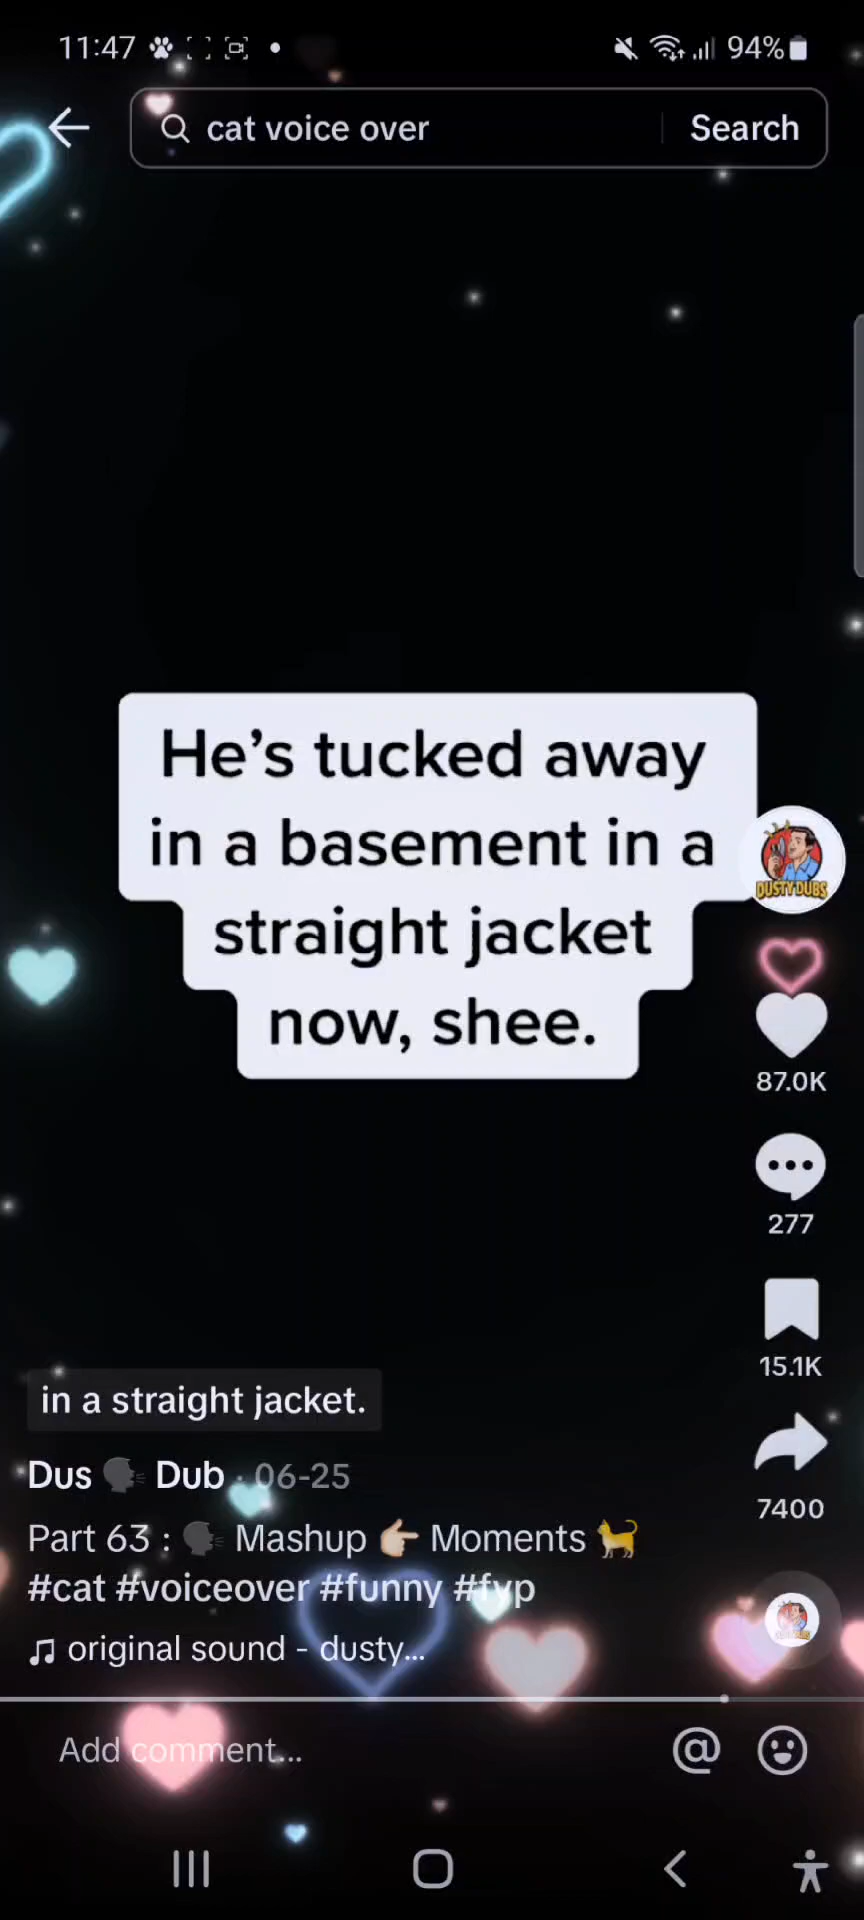 11:47
94%
cat voice over
Search
He's tucked away
in a basement in a
straight jacket
now, shee.
DUSTY DUBS
87.0K
277
15.1K
7400
in a straight jacket.
Dus 🗣 Dub · 06-25
Part 63 : 🗣 Mashup 👉 Moments 🐈
#cat #voiceover #funny #fyp
original sound - dusty...
Add comment...